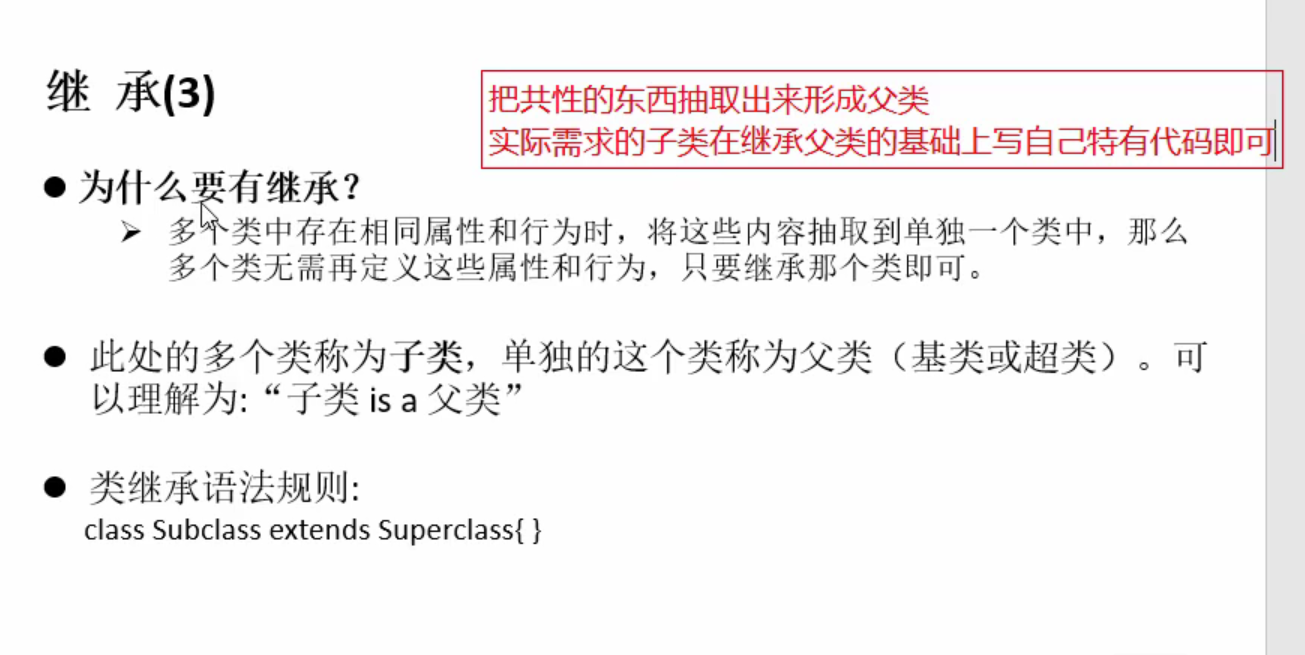 继 承(3)
把共性的东西抽取出来形成父类
实际需求的子类在继承父类的基础上写自己特有代码即可
为什么要有继承？
多个类中存在相同属性和行为时，将这些内容抽取到单独一个类中，那么
多个类无需再定义这些属性和行为，只要继承那个类即可。
此处的多个类称为子类，单独的这个类称为父类（基类或超类）。可
以理解为:“子类 is a 父类”
类继承语法规则:
class Subclass extends Superclass{ }